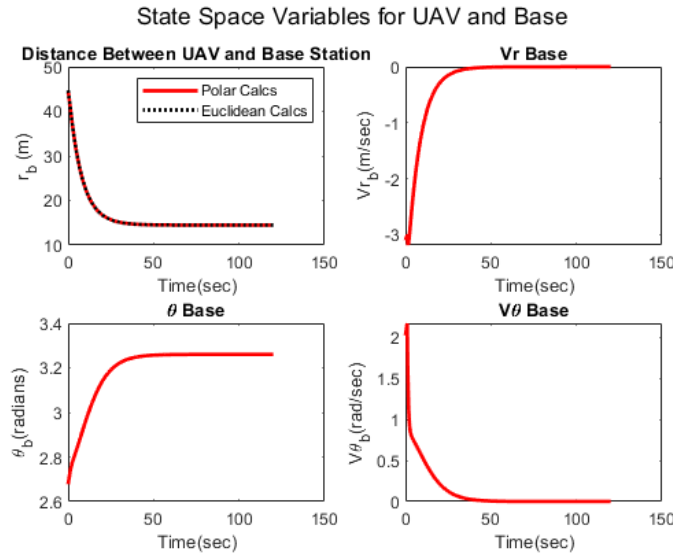 State Space Variables for UAV and Base
Distance Between UAV and Base Station
50
40
30
20
10
r_b (m)
Polar Calcs
Euclidean Calcs
0 50 100 150
Time(sec)
Vr Base
0
-1
-2
-3
Vr_b(m/sec)
0 50 100 150
Time(sec)
θ Base
3.4
3.2
3
2.8
2.6
θ_b(radians)
0 50 100 150
Time(sec)
Vθ Base
2
1.5
1
0.5
0
Vθ_b(rad/sec)
0 50 100 150
Time(sec)